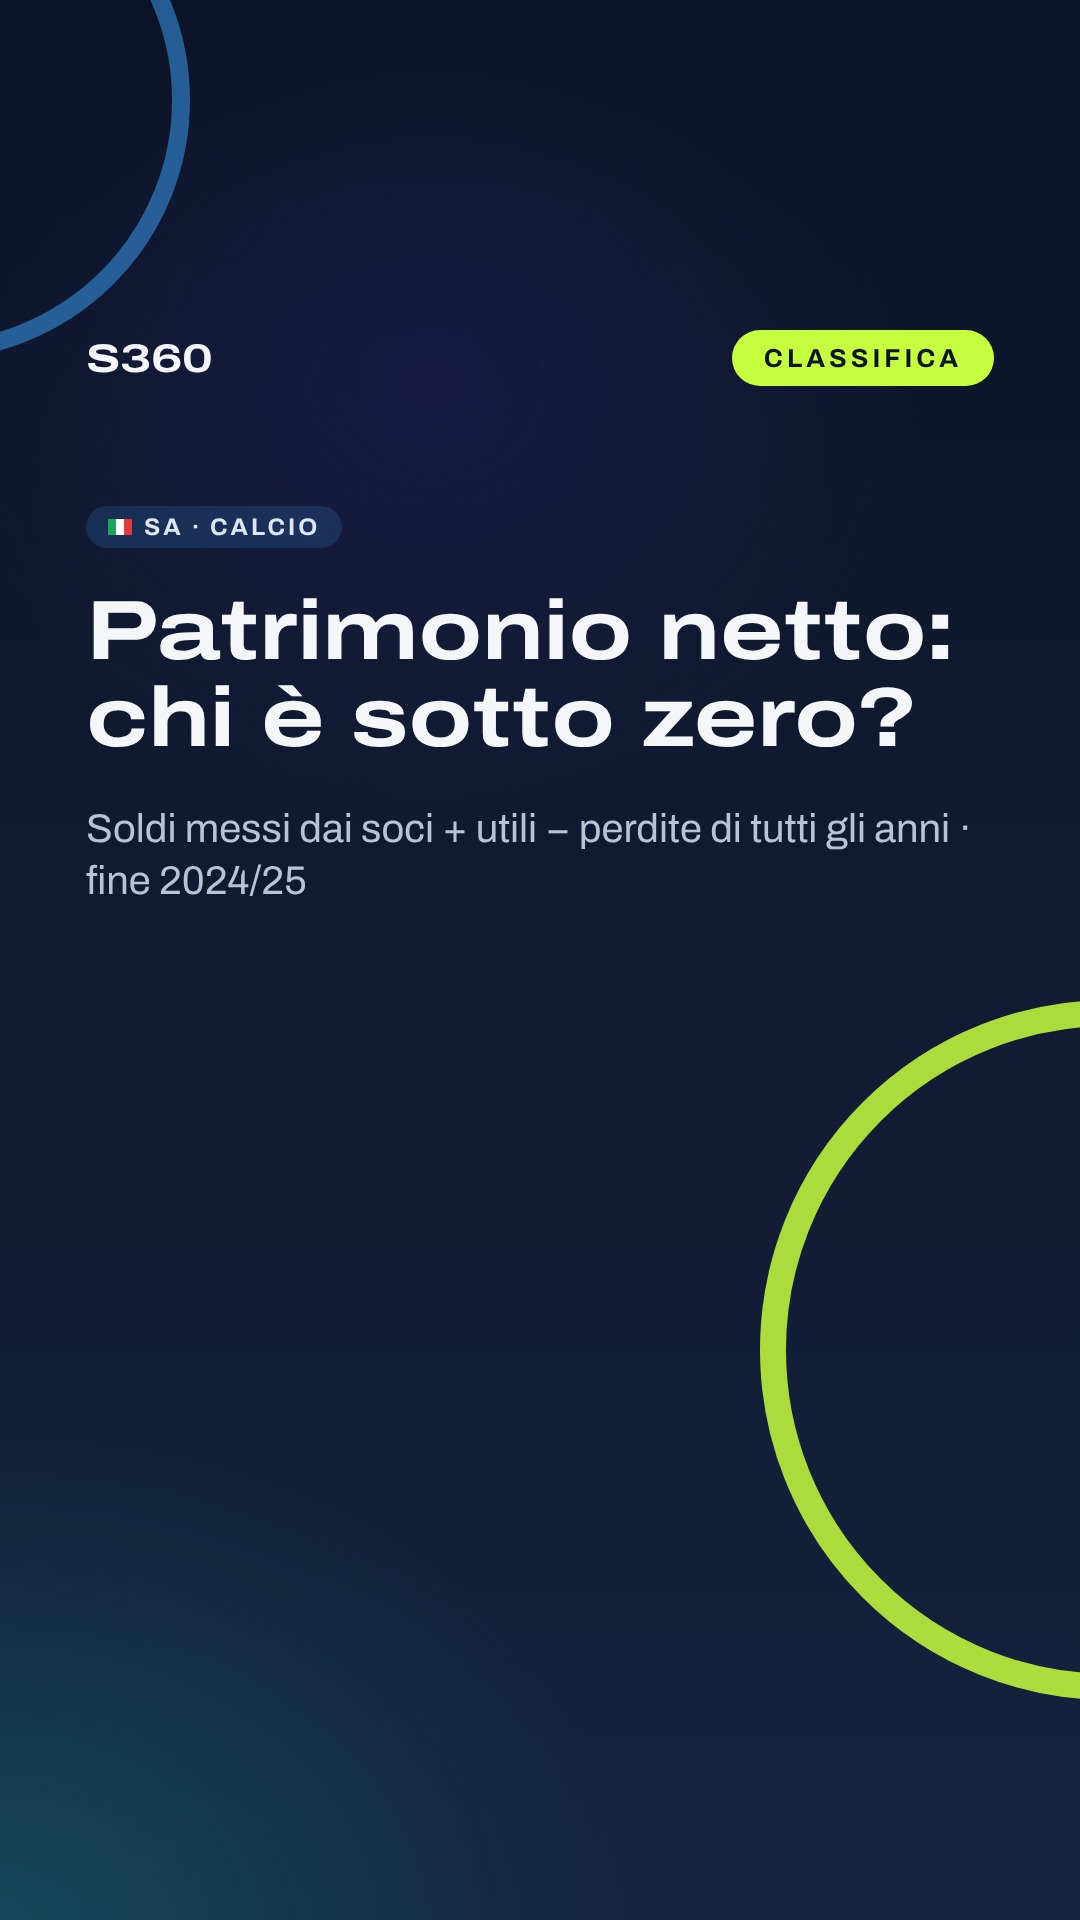 S360
CLASSIFICA
SA · CALCIO
Patrimonio netto:
chi è sotto zero?
Soldi messi dai soci + utili – perdite di tutti gli anni ·
fine 2024/25